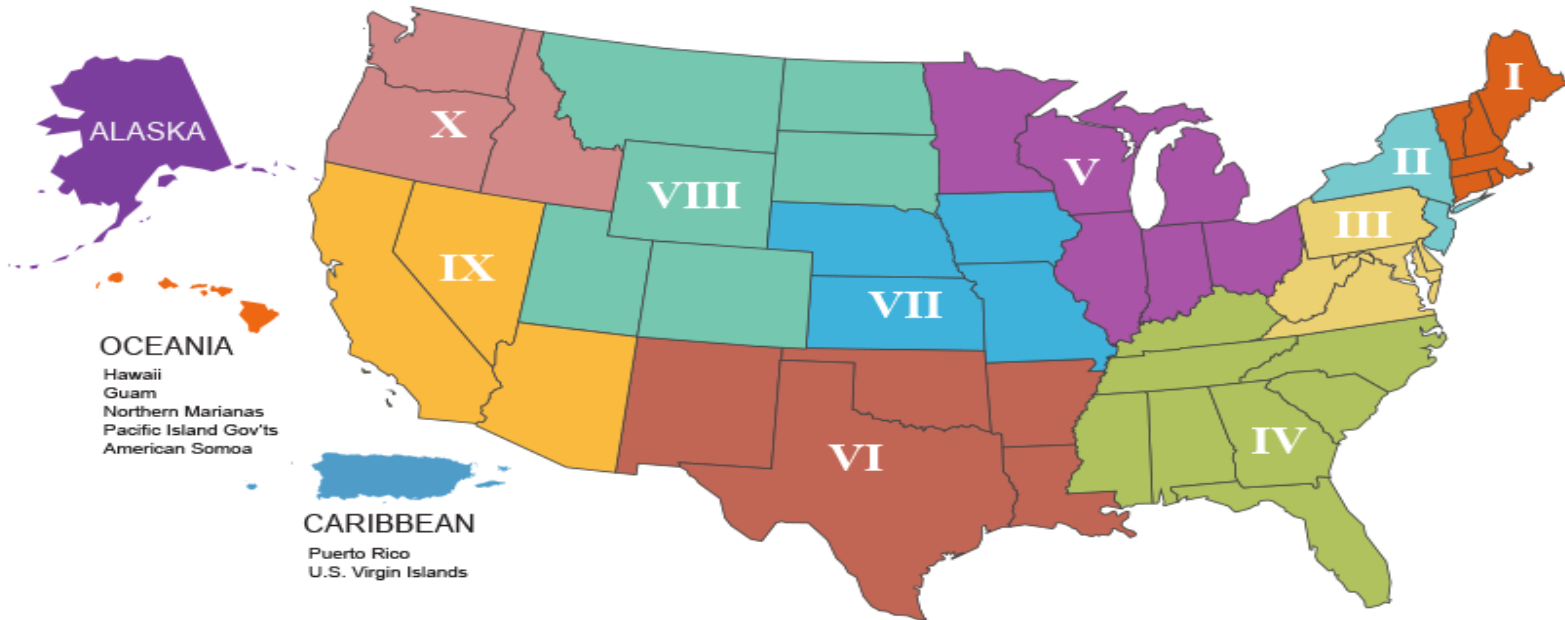 ALASKA
OCEANIA
Hawaii
Guam
Northern Marianas
Pacific Island Gov'ts
American Somoa
CARIBBEAN
Puerto Rico
U.S. Virgin Islands
X
VIII
IX
VII
VI
V
IV
III
II
I